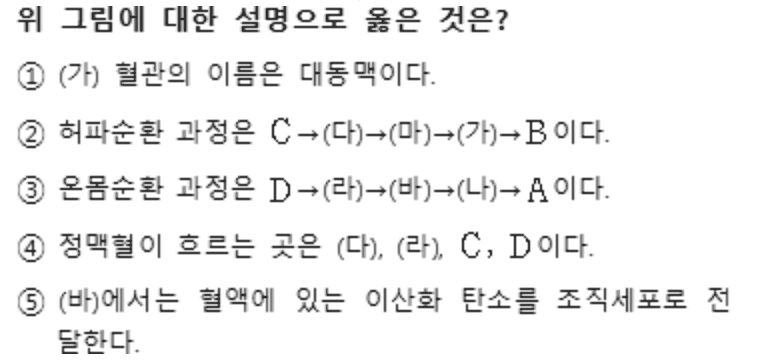 위 그림에 대한 설명으로 옳은 것은?
① (가) 혈관의 이름은 대동맥이다.
② 허파순환 과정은 C→(다)→(마)→(가)→B이다.
③ 온몸순환 과정은 D→(라)→(바)→(나)→A이다.
④ 정맥혈이 흐르는 곳은 (다), (라), C, D이다.
⑤ (바)에서는 혈액에 있는 이산화 탄소를 조직세포로 전
달한다.